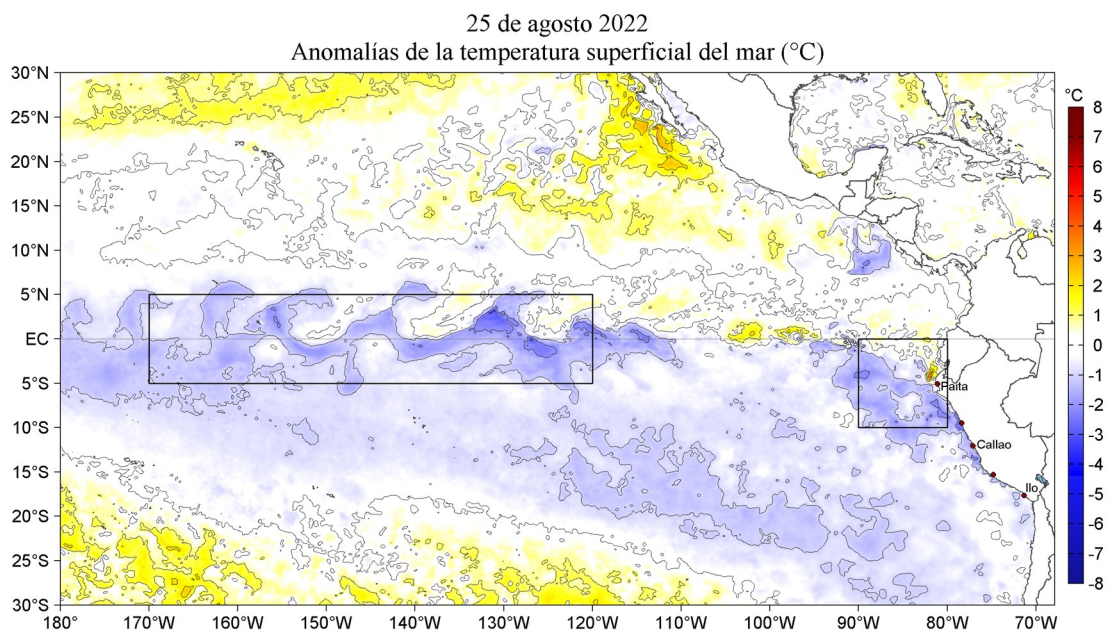 25 de agosto 2022
Anomalías de la temperatura superficial del mar (°C)
30°N
25°N
20°N
15°N
10°N
5°N
EC
5°S
10°S
15°S
20°S
25°S
30°S
180
170°W
160°W
150°W
140°W
130°W
120°W
110°W
100°W
90°W
80°W
70°W
Paita
Callao
Ilo
°C
8
7
6
5
4
3
2
1
0
-1
-2
-3
-4
-5
-6
-7
-8